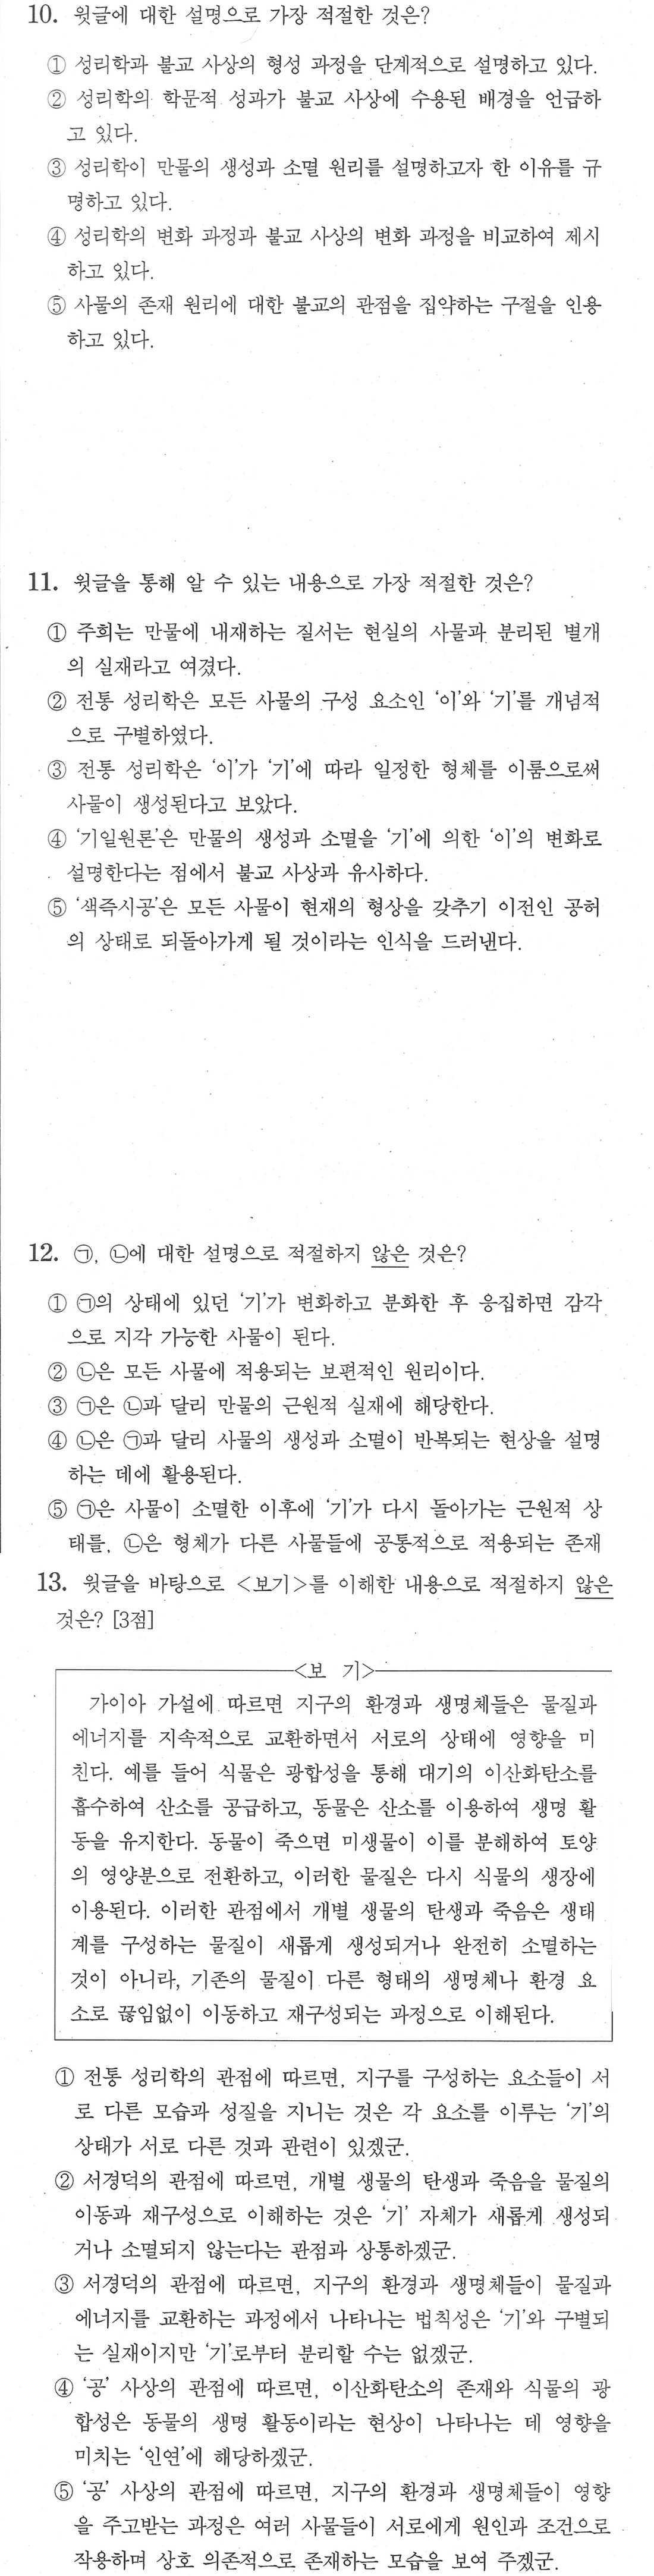 10. 윗글에 대한 설명으로 가장 적절한 것은?
① 성리학과 불교 사상의 형성 과정을 단계적으로 설명하고 있다.
② 성리학의 학문적 성과가 불교 사상에 수용된 배경을 언급하
고 있다.
③ 성리학이 만물의 생성과 소멸 원리를 설명하고자 한 이유를 규
명하고 있다.
④ 성리학의 변화 과정과 불교 사상의 변화 과정을 비교하여 제시
하고 있다.
⑤ 사물의 존재 원리에 대한 불교의 관점을 집약하는 구절을 인용
하고 있다.
11. 윗글을 통해 알 수 있는 내용으로 가장 적절한 것은?
① 주희는 만물에 내재하는 질서는 현실의 사물과 분리된 별개
의 실재라고 여겼다.
② 전통 성리학은 모든 사물의 구성 요소인 ‘이’와 ‘기’를 개념적
으로 구별하였다.
③ 전통 성리학은 ‘이’가 ‘기’에 따라 일정한 형체를 이룸으로써
사물이 생성된다고 보았다.
④ ‘기일원론’은 만물의 생성과 소멸을 ‘기’에 의한 ‘이’의 변화로
설명한다는 점에서 불교 사상과 유사하다.
⑤ ‘색즉시공’은 모든 사물이 현재의 형상을 갖추기 이전인 공허
의 상태로 되돌아가게 될 것이라는 인식을 드러낸다.
12. ㉠, ㉡에 대한 설명으로 적절하지 않은 것은?
① ㉠의 상태에 있던 ‘기’가 변화하고 분화한 후 응집하면 감각
으로 지각 가능한 사물이 된다.
② ㉡은 모든 사물에 적용되는 보편적인 원리이다.
③ ㉠은 ㉡과 달리 만물의 근원적 실재에 해당한다.
④ ㉡은 ㉠과 달리 사물의 생성과 소멸이 반복되는 현상을 설명
하는 데에 활용된다.
⑤ ㉠은 사물이 소멸한 이후에 ‘기’가 다시 돌아가는 근원적 상
태를, ㉡은 형체가 다른 사물들에 공통적으로 적용되는 존재
13. 윗글을 바탕으로 <보기>를 이해한 내용으로 적절하지 않은
것은? [3점]
<보 기>
가이아 가설에 따르면 지구의 환경과 생명체들은 물질과
에너지를 지속적으로 교환하면서 서로의 상태에 영향을 미
친다. 예를 들어 식물은 광합성을 통해 대기의 이산화탄소를
흡수하여 산소를 공급하고, 동물은 산소를 이용하여 생명 활
동을 유지한다. 동물이 죽으면 미생물이 이를 분해하여 토양
의 영양분으로 전환하고, 이러한 물질은 다시 식물의 생장에
이용된다. 이러한 관점에서 개별 생물의 탄생과 죽음은 생태
계를 구성하는 물질이 새롭게 생성되거나 완전히 소멸하는
것이 아니라, 기존의 물질이 다른 형태의 생명체나 환경 요
소로 끊임없이 이동하고 재구성되는 과정으로 이해된다.
① 전통 성리학의 관점에 따르면, 지구를 구성하는 요소들이 서
로 다른 모습과 성질을 지니는 것은 각 요소를 이루는 ‘기’의
상태가 서로 다른 것과 관련이 있겠군.
② 서경덕의 관점에 따르면, 개별 생물의 탄생과 죽음을 물질의
이동과 재구성으로 이해하는 것은 ‘기’ 자체가 새롭게 생성되
거나 소멸되지 않는다는 관점과 상통하겠군.
③ 서경덕의 관점에 따르면, 지구의 환경과 생명체들이 물질과
에너지를 교환하는 과정에서 나타나는 법칙성은 ‘기’와 구별되
는 실재이지만 ‘기’로부터 분리할 수는 없겠군.
④ ‘공’ 사상의 관점에 따르면, 이산화탄소의 존재와 식물의 광
합성은 동물의 생명 활동이라는 현상이 나타나는 데 영향을
미치는 ‘인연’에 해당하겠군.
⑤ ‘공’ 사상의 관점에 따르면, 지구의 환경과 생명체들이 영향
을 주고받는 과정은 여러 사물들이 서로에게 원인과 조건으로
작용하며 상호 의존적으로 존재하는 모습을 보여 주겠군.